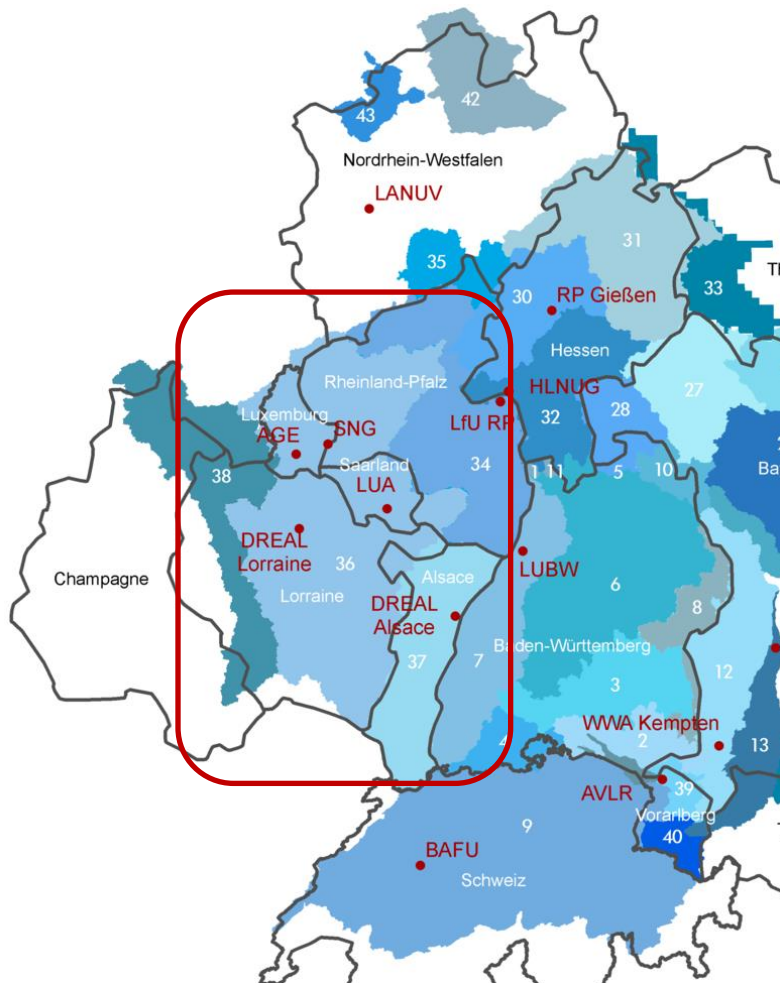 42
43
Nordrhein-Westfalen
LANUV
31
35
33
30
RP Gießen
Hessen
Rheinland-Pfalz
HLNUG
27
Luxemburg
SNG
LfU RP
32
28
AGE
Saarland
34
38
1
11
5
10
LUA
DREAL
Lorraine
36
LUBW
Champagne
Lorraine
Alsace
6
DREAL
Alsace
8
37
7
Baden-Württemberg
12
3
WWA Kempten
2
4
13
AVLR
39
Vorarlberg
9
40
BAFU
Schweiz